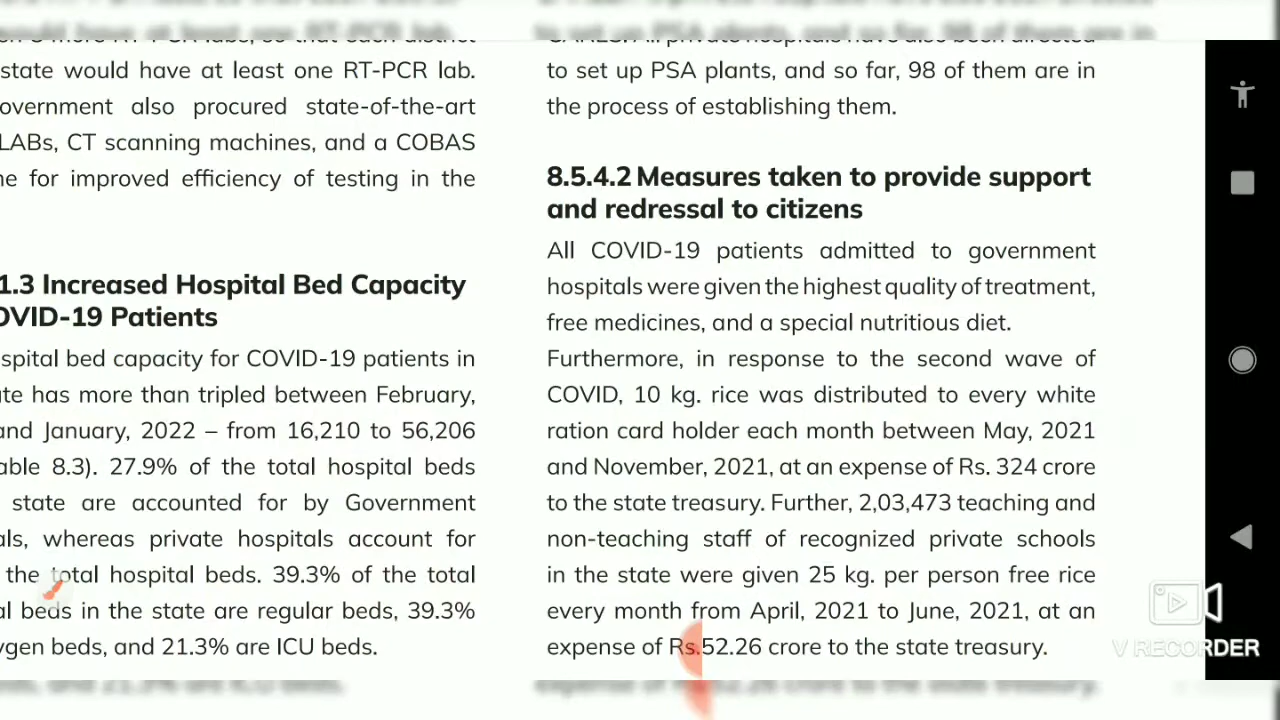 state would have at least one RT-PCR lab.
overnment also procured state-of-the-art
LABs, CT scanning machines, and a COBAS
ne for improved efficiency of testing in the
1.3 Increased Hospital Bed Capacity
OVID-19 Patients
spital bed capacity for COVID-19 patients in
te has more than tripled between February,
and January, 2022 – from 16,210 to 56,206
able 8.3). 27.9% of the total hospital beds
state are accounted for by Government
als, whereas private hospitals account for
the total hospital beds. 39.3% of the total
al beds in the state are regular beds, 39.3%
ygen beds, and 21.3% are ICU beds.
CARES. All private hospitals and have also been directed
to set up PSA plants, and so far, 98 of them are in
the process of establishing them.
8.5.4.2 Measures taken to provide support
and redressal to citizens
All COVID-19 patients admitted to government
hospitals were given the highest quality of treatment,
free medicines, and a special nutritious diet.
Furthermore, in response to the second wave of
COVID, 10 kg. rice was distributed to every white
ration card holder each month between May, 2021
and November, 2021, at an expense of Rs. 324 crore
to the state treasury. Further, 2,03,473 teaching and
non-teaching staff of recognized private schools
in the state were given 25 kg. per person free rice
every month from April, 2021 to June, 2021, at an
expense of Rs.52.26 crore to the state treasury.
V RECORDER